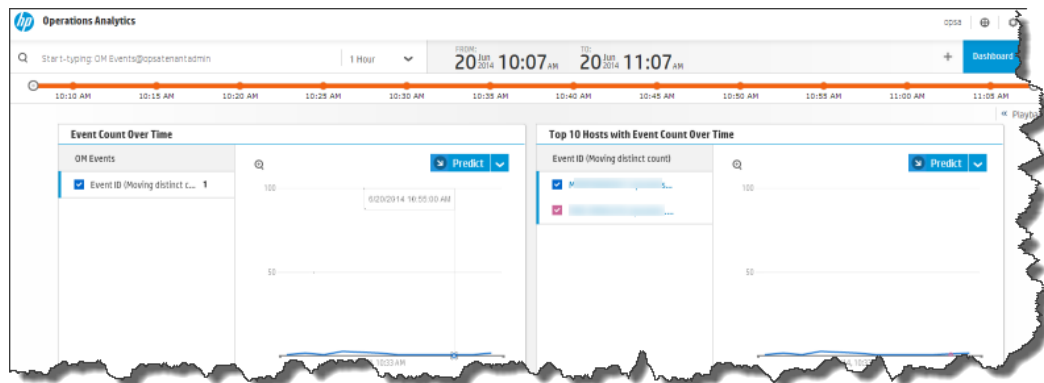 hp Operations Analytics opsa
Start-typing: OM Events@opsatenantadmin 1 Hour FROM: 20 Jun 2014 10:07 AM TO: 20 Jun 2014 11:07 AM + Dashboard
10:10 AM 10:15 AM 10:20 AM 10:25 AM 10:30 AM 10:35 AM 10:40 AM 10:45 AM 10:50 AM 10:55 AM 11:00 AM 11:05 AM
« Playba
Event Count Over Time
OM Events
Predict
Event ID (Moving distinct c... 1
100
6/20/2014 10:55:00 AM
50
10:33 AM
Top 10 Hosts with Event Count Over Time
Event ID (Moving distinct count)
Predict
100
50